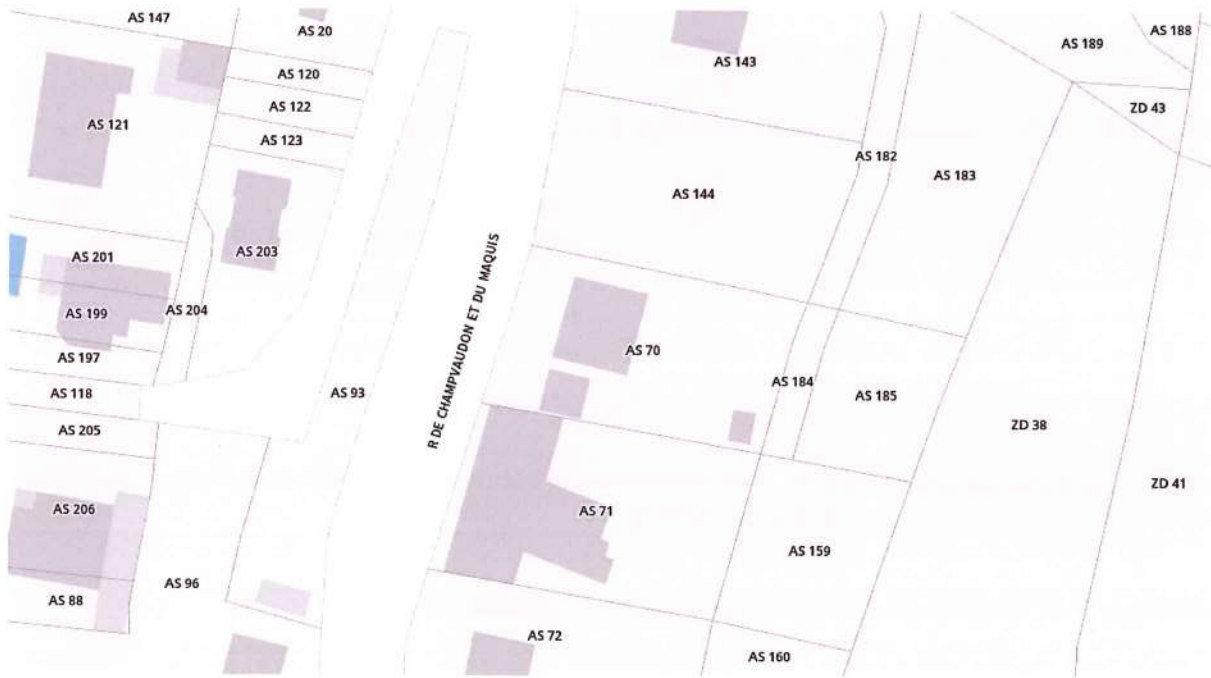 AS 147
AS 20
AS 143
AS 189
AS 188
AS 120
AS 122
AS 123
AS 121
ZD 43
AS 182
AS 183
AS 144
AS 201
AS 203
AS 199
AS 204
R DE CHAMPVAUDON ET DU MAQUIS
AS 197
AS 70
AS 118
AS 93
AS 184
AS 185
AS 205
ZD 38
ZD 41
AS 206
AS 71
AS 159
AS 96
AS 88
AS 72
AS 160